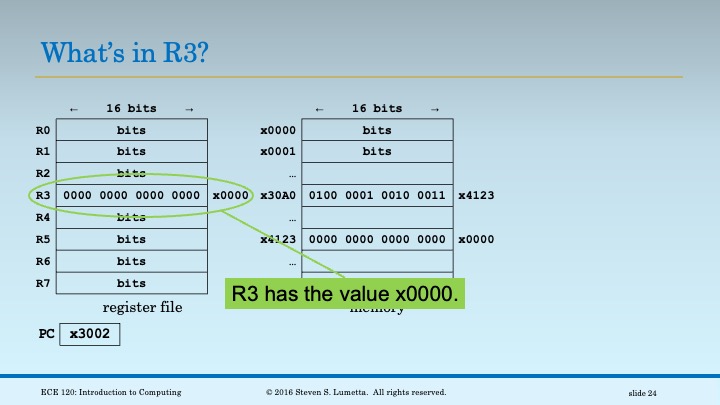 What's in R3?
← 16 bits → ← 16 bits →
R0 bits x0000 bits
R1 bits x0001 bits
R2 bits …
R3 0000 0000 0000 0000 x0000 x30A0 0100 0001 0010 0011 x4123
R4 bits …
R5 bits x4123 0000 0000 0000 0000 x0000
R6 bits …
R7 bits
R3 has the value x0000.
register file memory
PC x3002
ECE 120: Introduction to Computing © 2016 Steven S. Lumetta. All rights reserved. slide 24